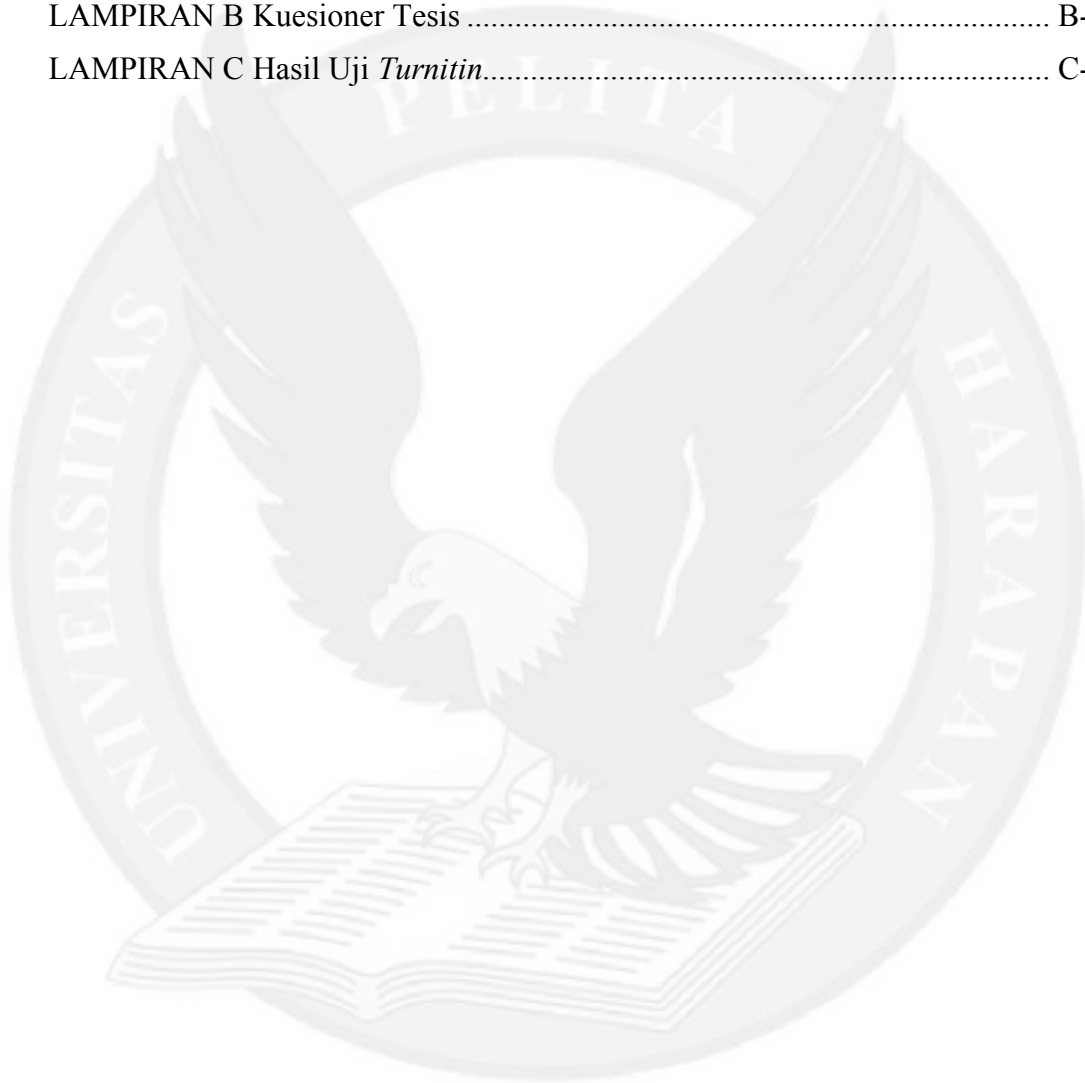 LAMPIRAN B Kuesioner Tesis ........................................................................... B-
LAMPIRAN C Hasil Uji Turnitin..................................................................... C-
PELITA
UNIVERSITAS
HARAPAN